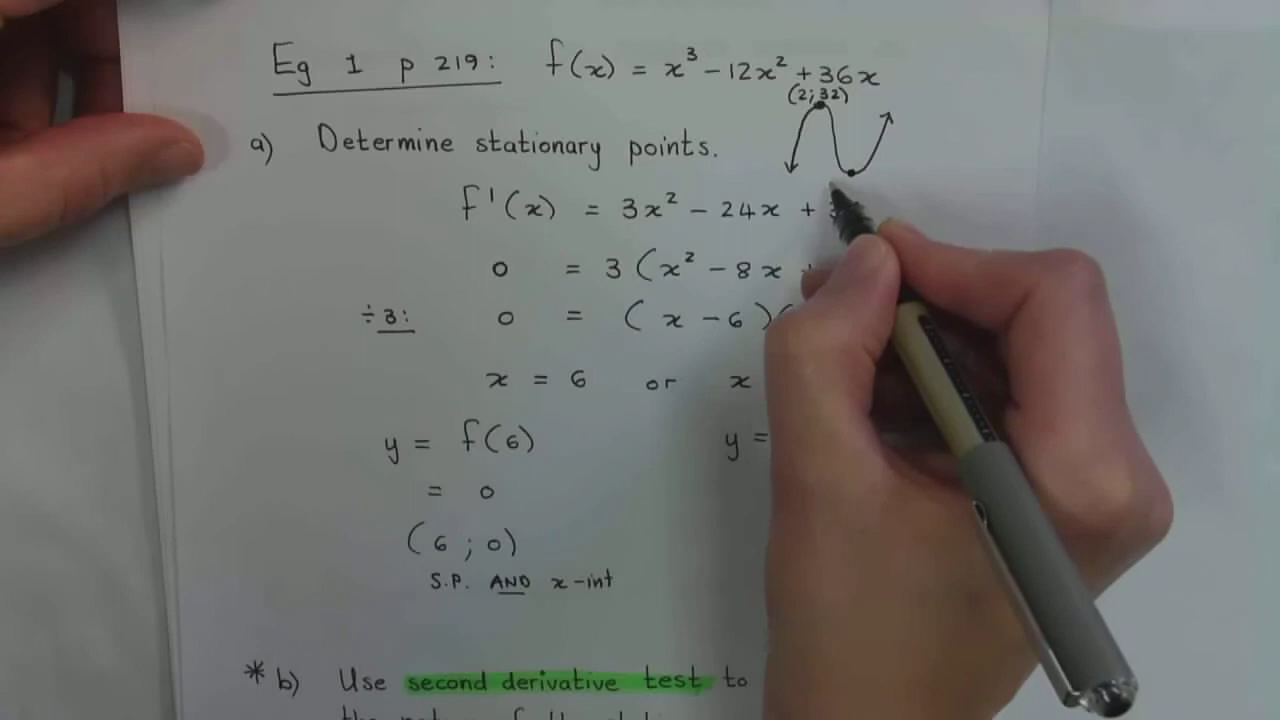 Eg 1 p 219: f(x) = x³ - 12x² + 36x
(2;32)
a) Determine stationary points.
f'(x) = 3x² - 24x +
0 = 3(x² - 8x
÷3: 0 = (x - 6)(
x = 6 or x
y = f(6) y =
= 0
(6 ; 0)
S.P. AND x-int
* b) Use second derivative test to